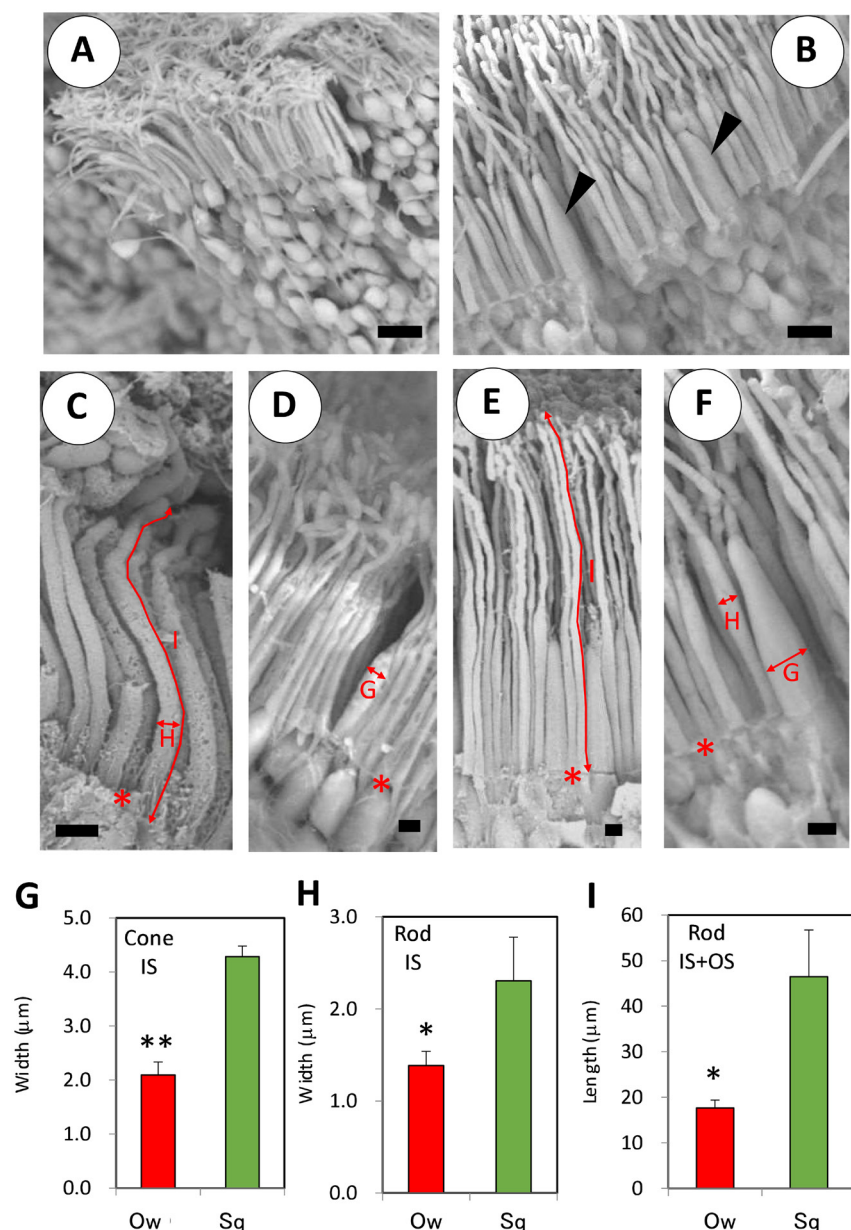 A
B
C
I
H
*
D
G
*
E
I
*
F
H
G
*
G
Width (µm)
5.0
4.0
3.0
2.0
1.0
0.0
Cone
IS
**
Ow
Sq
H
Width (µm)
3.0
2.0
1.0
0.0
Rod
IS
*
Ow
Sq
I
Length (µm)
60
50
40
30
20
10
0
Rod
IS+OS
*
Ow
Sq